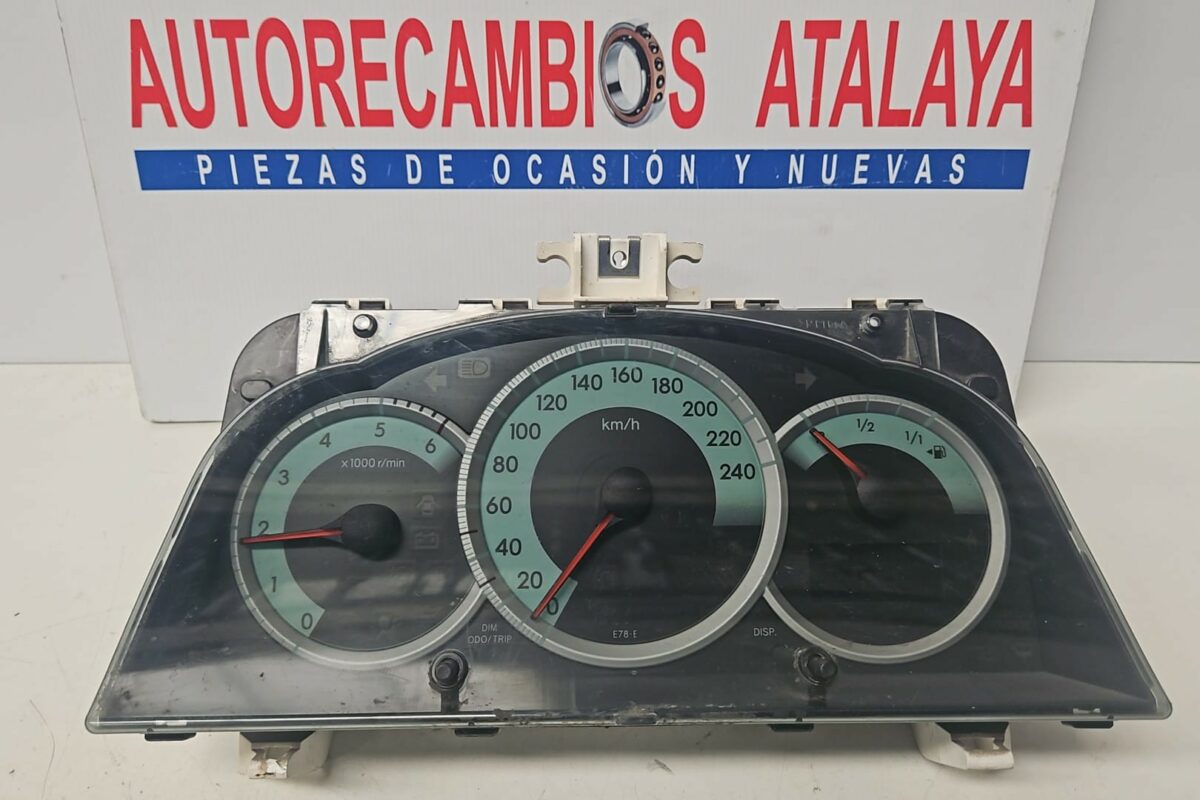 AUTORECAMBIOS ATALAYA
PIEZAS DE OCASIÓN Y NUEVAS
0 1 2 3 4 5 6
x1000 r/min
0 20 40 60 80 100 120 140 160 180 200 220 240
km/h
1/2 1/1
DIM
ODO/TRIP
E78-E
DISP.